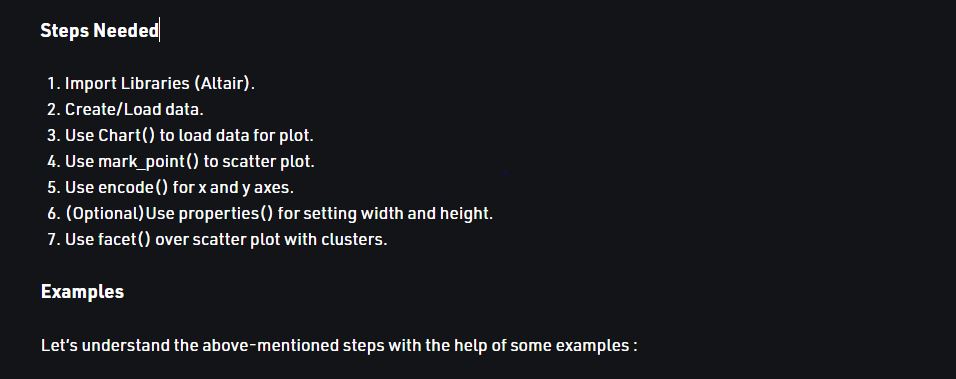 Steps Needed
1. Import Libraries (Altair).
2. Create/Load data.
3. Use Chart() to load data for plot.
4. Use mark_point() to scatter plot.
5. Use encode() for x and y axes.
6. (Optional)Use properties() for setting width and height.
7. Use facet() over scatter plot with clusters.
Examples
Let's understand the above-mentioned steps with the help of some examples :